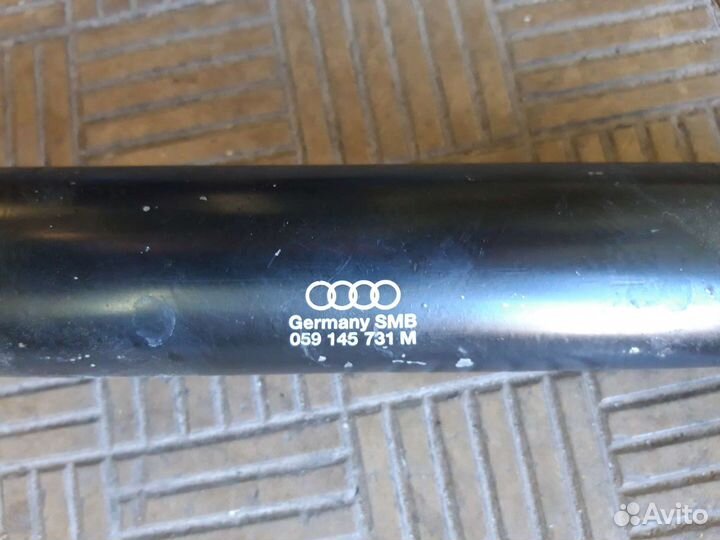 Germany SMB
059 145 731 M
Avito